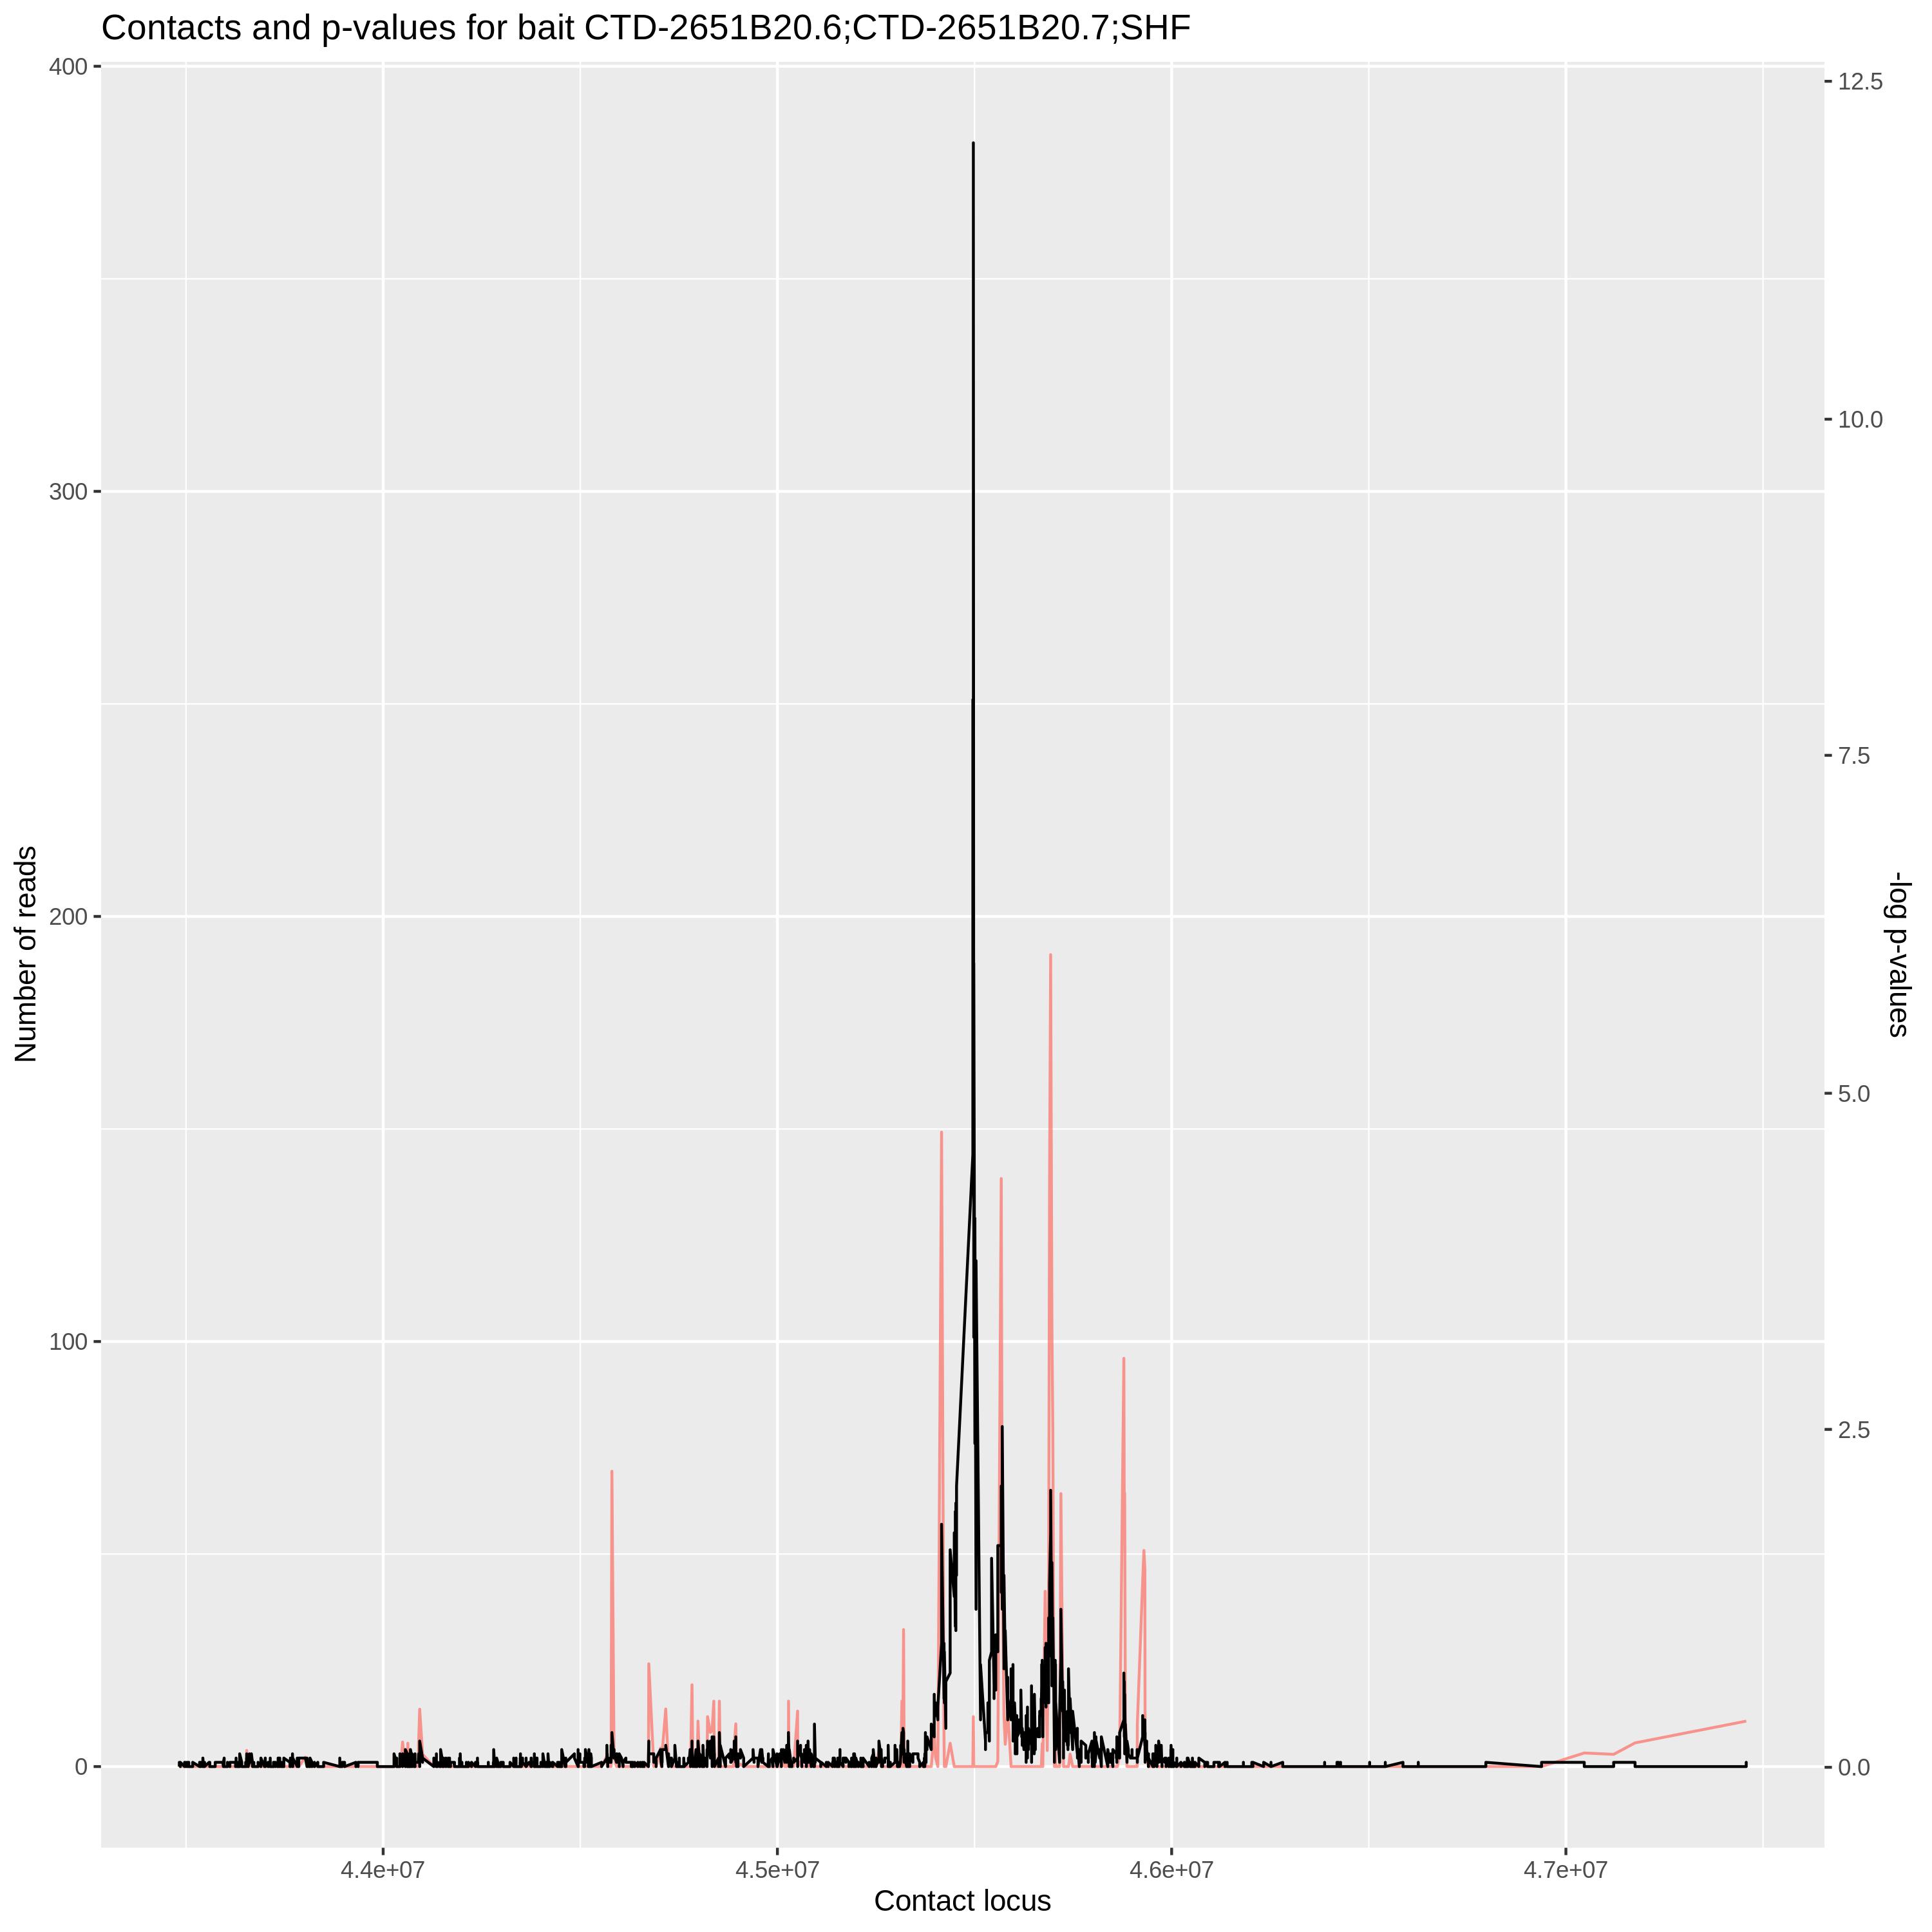 Contacts and p-values for bait CTD-2651B20.6;CTD-2651B20.7;SHF
400
300
200
100
0
Number of reads
12.5
10.0
7.5
5.0
2.5
0.0
-log p-values
4.4e+07 4.5e+07 4.6e+07 4.7e+07
Contact locus